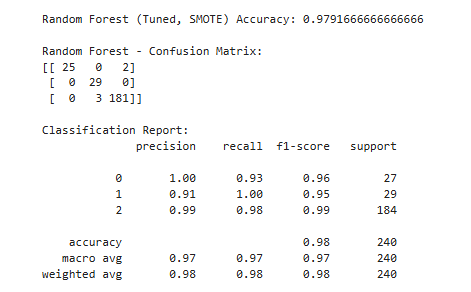 Random Forest (Tuned, SMOTE) Accuracy: 0.9791666666666666
Random Forest - Confusion Matrix:
[[ 25 0 2]
[ 0 29 0]
[ 0 3 181]]
Classification Report:
precision recall f1-score support
0 1.00 0.93 0.96 27
1 0.91 1.00 0.95 29
2 0.99 0.98 0.99 184
accuracy 0.98 240
macro avg 0.97 0.97 0.97 240
weighted avg 0.98 0.98 0.98 240